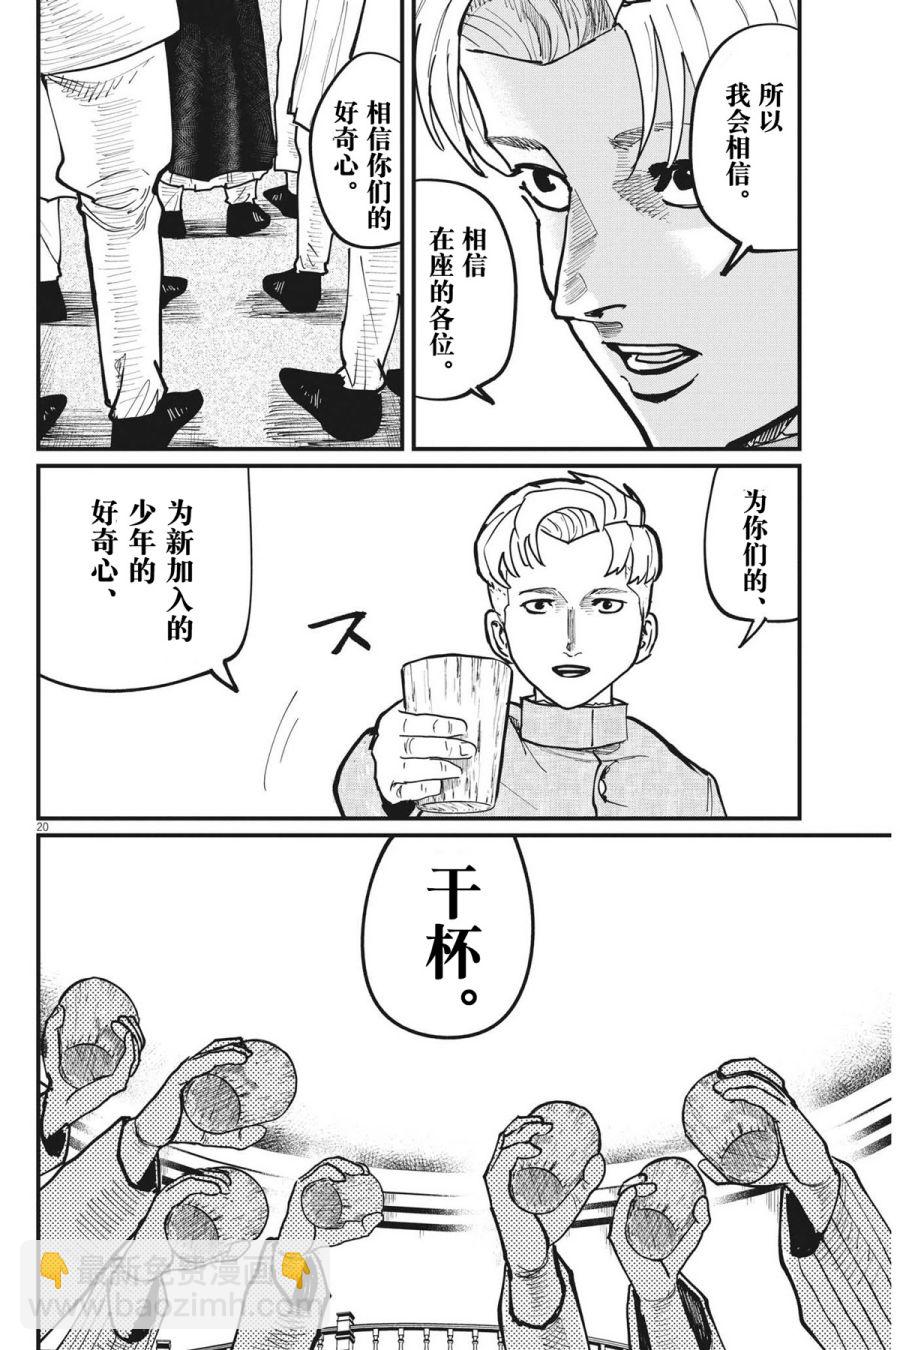 所以
我会相信。
相信
在座的各位。
相信你们的
好奇心。
为你们的、
ス
为新加入的
少年的
好奇心、
20
干杯。
最新免费漫画
www.baozimh.com